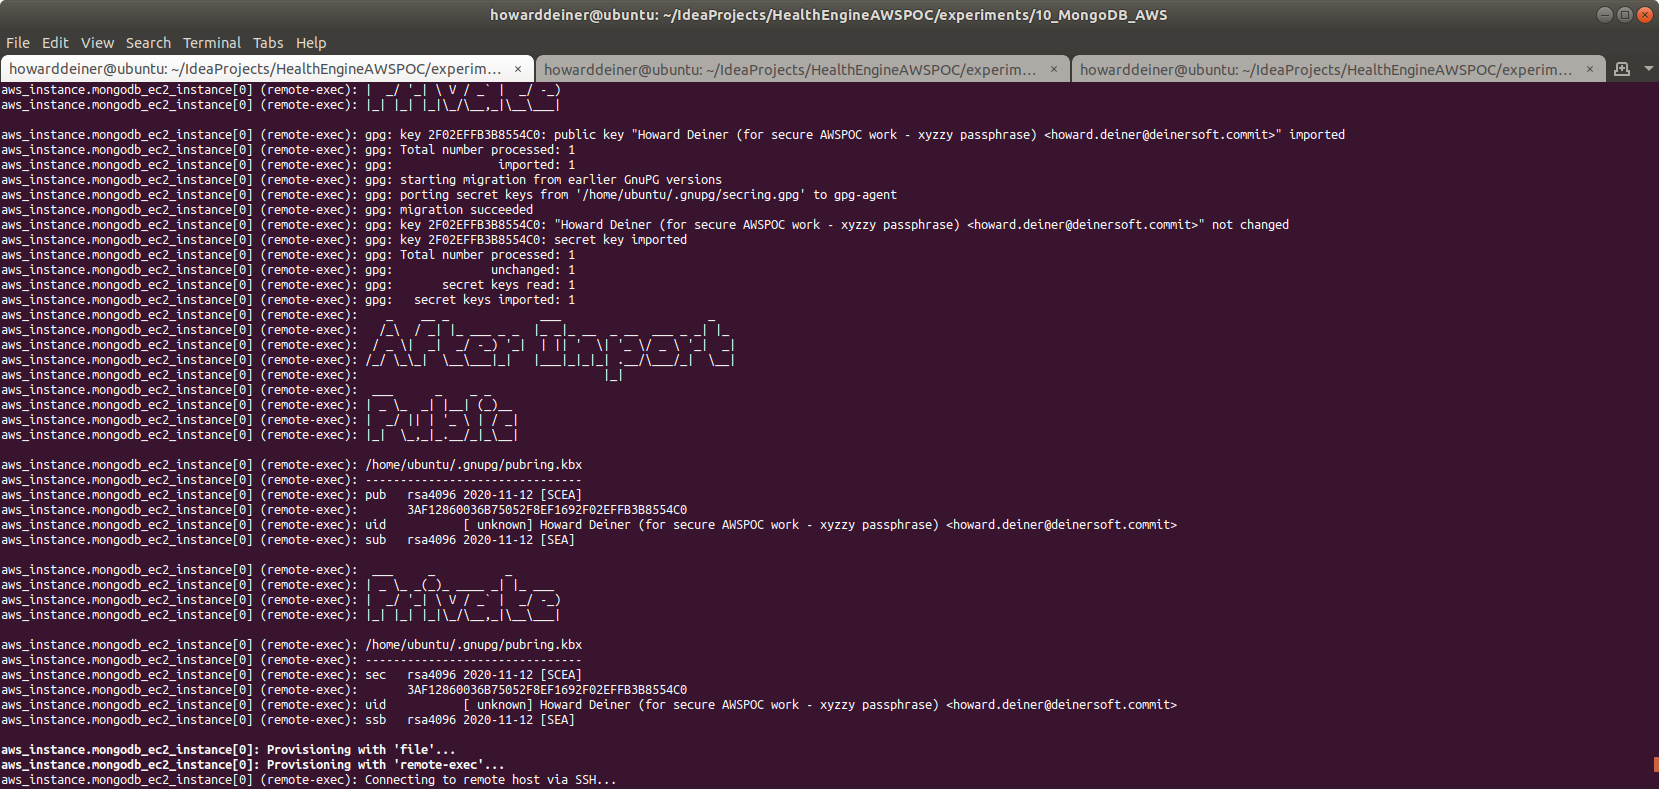 howarddeiner@ubuntu: ~/IdeaProjects/HealthEngineAWSPOC/experiments/10_MongoDB_AWS
File Edit View Search Terminal Tabs Help
howarddeiner@ubuntu: ~/IdeaProjects/HealthEngineAWSPOC/experim... × howarddeiner@ubuntu: ~/IdeaProjects/HealthEngineAWSPOC/experim... × howarddeiner@ubuntu: ~/IdeaProjects/HealthEngineAWSPOC/experim... ×
aws_instance.mongodb_ec2_instance[0] (remote-exec): |  _/ '_| \ V / _` |  _/ -_)
aws_instance.mongodb_ec2_instance[0] (remote-exec): |_| |_| |_|\_/\__,_|\__\___|
aws_instance.mongodb_ec2_instance[0] (remote-exec): gpg: key 2F02EFFB3B8554C0: public key "Howard Deiner (for secure AWSPOC work - xyzzy passphrase) <howard.deiner@deinersoft.commit>" imported
aws_instance.mongodb_ec2_instance[0] (remote-exec): gpg: Total number processed: 1
aws_instance.mongodb_ec2_instance[0] (remote-exec): gpg:               imported: 1
aws_instance.mongodb_ec2_instance[0] (remote-exec): gpg: starting migration from earlier GnuPG versions
aws_instance.mongodb_ec2_instance[0] (remote-exec): gpg: porting secret keys from '/home/ubuntu/.gnupg/secring.gpg' to gpg-agent
aws_instance.mongodb_ec2_instance[0] (remote-exec): gpg: migration succeeded
aws_instance.mongodb_ec2_instance[0] (remote-exec): gpg: key 2F02EFFB3B8554C0: "Howard Deiner (for secure AWSPOC work - xyzzy passphrase) <howard.deiner@deinersoft.commit>" not changed
aws_instance.mongodb_ec2_instance[0] (remote-exec): gpg: key 2F02EFFB3B8554C0: secret key imported
aws_instance.mongodb_ec2_instance[0] (remote-exec): gpg: Total number processed: 1
aws_instance.mongodb_ec2_instance[0] (remote-exec): gpg:              unchanged: 1
aws_instance.mongodb_ec2_instance[0] (remote-exec): gpg:       secret keys read: 1
aws_instance.mongodb_ec2_instance[0] (remote-exec): gpg:   secret keys imported: 1
aws_instance.mongodb_ec2_instance[0] (remote-exec):    _    __ _             ___                     _
aws_instance.mongodb_ec2_instance[0] (remote-exec):   /_\  / _| |_ ___ _ _  |_ _|_ __  _ __  ___ _ _| |_
aws_instance.mongodb_ec2_instance[0] (remote-exec):  / _ \|  _|  _/ -_) '_|  | || '  \| '_ \/ _ \ '_|  _|
aws_instance.mongodb_ec2_instance[0] (remote-exec): /_/ \_\_|  \__\___|_|   |___|_|_|_| .__/\___/_|  \__|
aws_instance.mongodb_ec2_instance[0] (remote-exec):                                   |_|
aws_instance.mongodb_ec2_instance[0] (remote-exec):  ___      _    _ _
aws_instance.mongodb_ec2_instance[0] (remote-exec): | _ \_  _| |__| (_)__
aws_instance.mongodb_ec2_instance[0] (remote-exec): |  _/ || | '_ \ | / _|
aws_instance.mongodb_ec2_instance[0] (remote-exec): |_|  \_,_|_.__/_|_\__|
aws_instance.mongodb_ec2_instance[0] (remote-exec): /home/ubuntu/.gnupg/pubring.kbx
aws_instance.mongodb_ec2_instance[0] (remote-exec): -------------------------------
aws_instance.mongodb_ec2_instance[0] (remote-exec): pub   rsa4096 2020-11-12 [SCEA]
aws_instance.mongodb_ec2_instance[0] (remote-exec):       3AF12860036B75052F8EF1692F02EFFB3B8554C0
aws_instance.mongodb_ec2_instance[0] (remote-exec): uid           [ unknown] Howard Deiner (for secure AWSPOC work - xyzzy passphrase) <howard.deiner@deinersoft.commit>
aws_instance.mongodb_ec2_instance[0] (remote-exec): sub   rsa4096 2020-11-12 [SEA]
aws_instance.mongodb_ec2_instance[0] (remote-exec):  ___     _          _
aws_instance.mongodb_ec2_instance[0] (remote-exec): | _ \_ _(_)_ ____ _| |_ ___
aws_instance.mongodb_ec2_instance[0] (remote-exec): |  _/ '_| \ V / _` |  _/ -_)
aws_instance.mongodb_ec2_instance[0] (remote-exec): |_| |_| |_|\_/\__,_|\__\___|
aws_instance.mongodb_ec2_instance[0] (remote-exec): /home/ubuntu/.gnupg/pubring.kbx
aws_instance.mongodb_ec2_instance[0] (remote-exec): -------------------------------
aws_instance.mongodb_ec2_instance[0] (remote-exec): sec   rsa4096 2020-11-12 [SCEA]
aws_instance.mongodb_ec2_instance[0] (remote-exec):       3AF12860036B75052F8EF1692F02EFFB3B8554C0
aws_instance.mongodb_ec2_instance[0] (remote-exec): uid           [ unknown] Howard Deiner (for secure AWSPOC work - xyzzy passphrase) <howard.deiner@deinersoft.commit>
aws_instance.mongodb_ec2_instance[0] (remote-exec): ssb   rsa4096 2020-11-12 [SEA]
aws_instance.mongodb_ec2_instance[0]: Provisioning with 'file'...
aws_instance.mongodb_ec2_instance[0]: Provisioning with 'remote-exec'...
aws_instance.mongodb_ec2_instance[0] (remote-exec): Connecting to remote host via SSH...